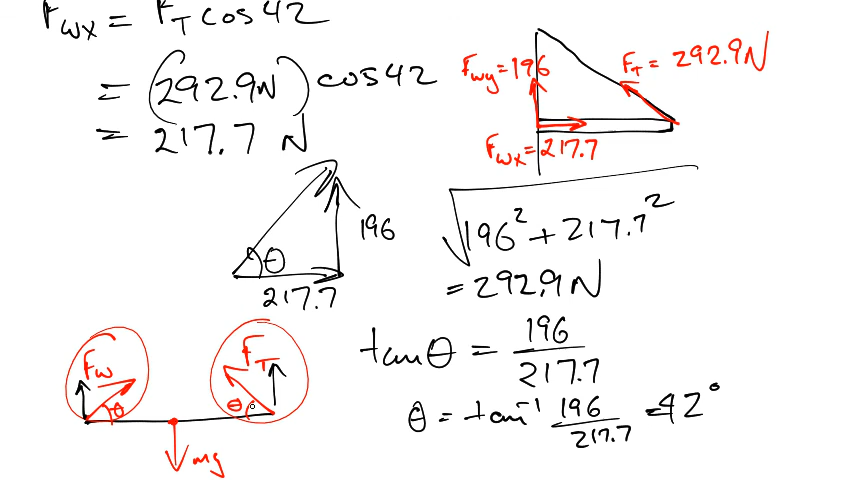 Fwx = FT cos 42
= (292.9N) cos 42
= 217.7 N
Fwy = 196
FT = 292.9N
Fwx = 217.7
196
θ
217.7
√196² + 217.7²
= 292.9N
tanθ = 196/217.7
θ = tan⁻¹ 196/217.7 = 42°
Fw
FT
θ
θ
mg